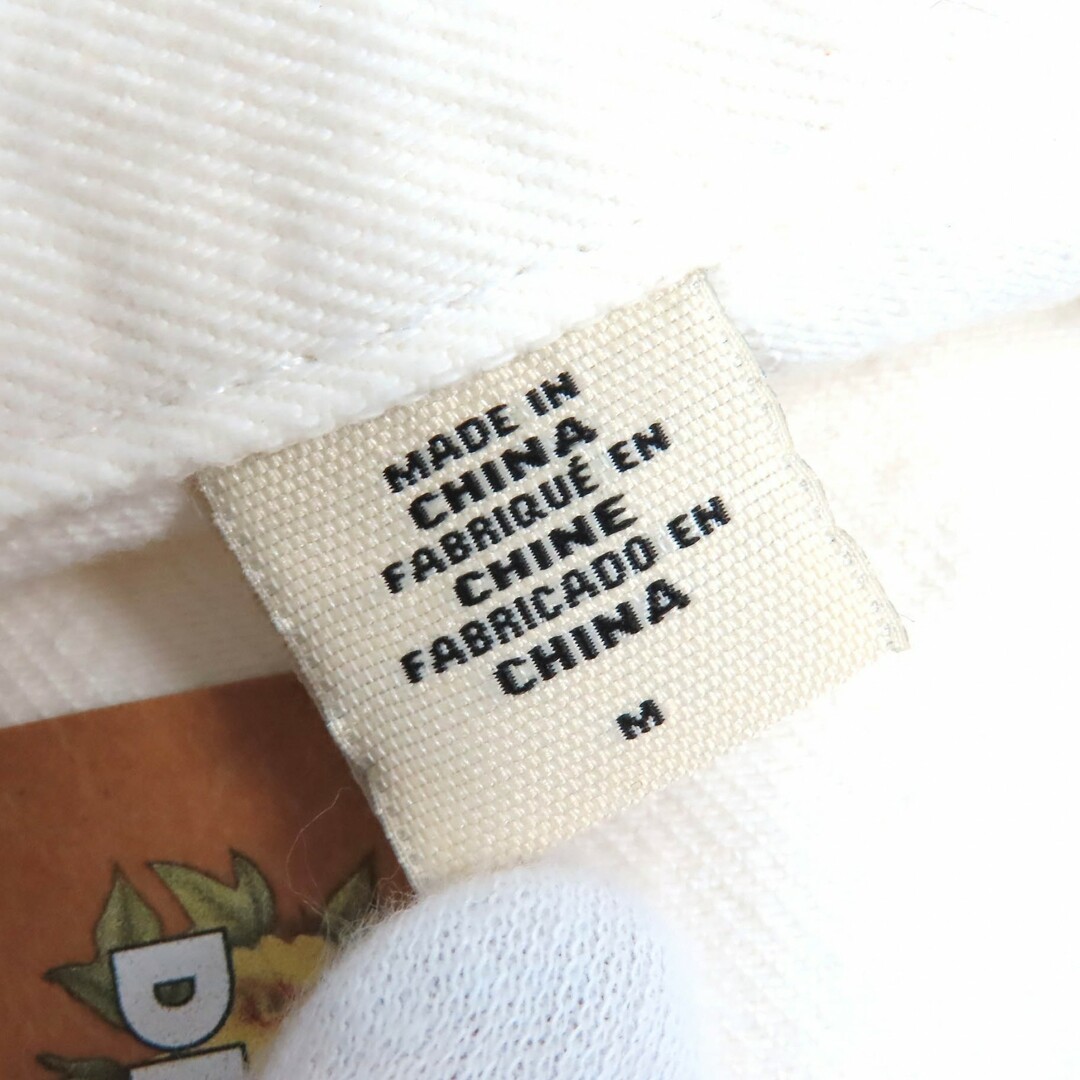 MADE IN
CHINA
FABRIQUÉ EN
CHINE
FABRICADO EN
CHINA
M
D